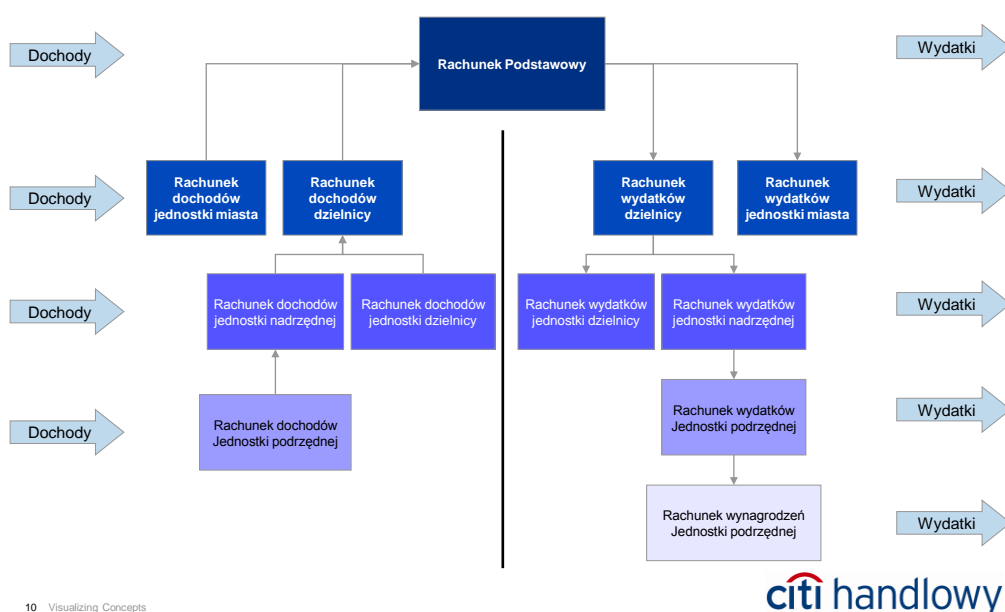 Dochody
Rachunek Podstawowy
Wydatki
Dochody
Rachunek
dochodów
jednostki miasta
Rachunek
dochodów
dzielnicy
Rachunek
wydatków
dzielnicy
Rachunek
wydatków
jednostki miasta
Wydatki
Dochody
Rachunek dochodów
jednostki nadrzędnej
Rachunek dochodów
jednostki dzielnicy
Rachunek wydatków
jednostki dzielnicy
Rachunek wydatków
jednostki nadrzędnej
Wydatki
Dochody
Rachunek dochodów
Jednostki podrzędnej
Rachunek wydatków
Jednostki podrzędnej
Wydatki
Rachunek wynagrodzeń
Jednostki podrzędnej
Wydatki
10 Visualizing Concepts
citi handlowy